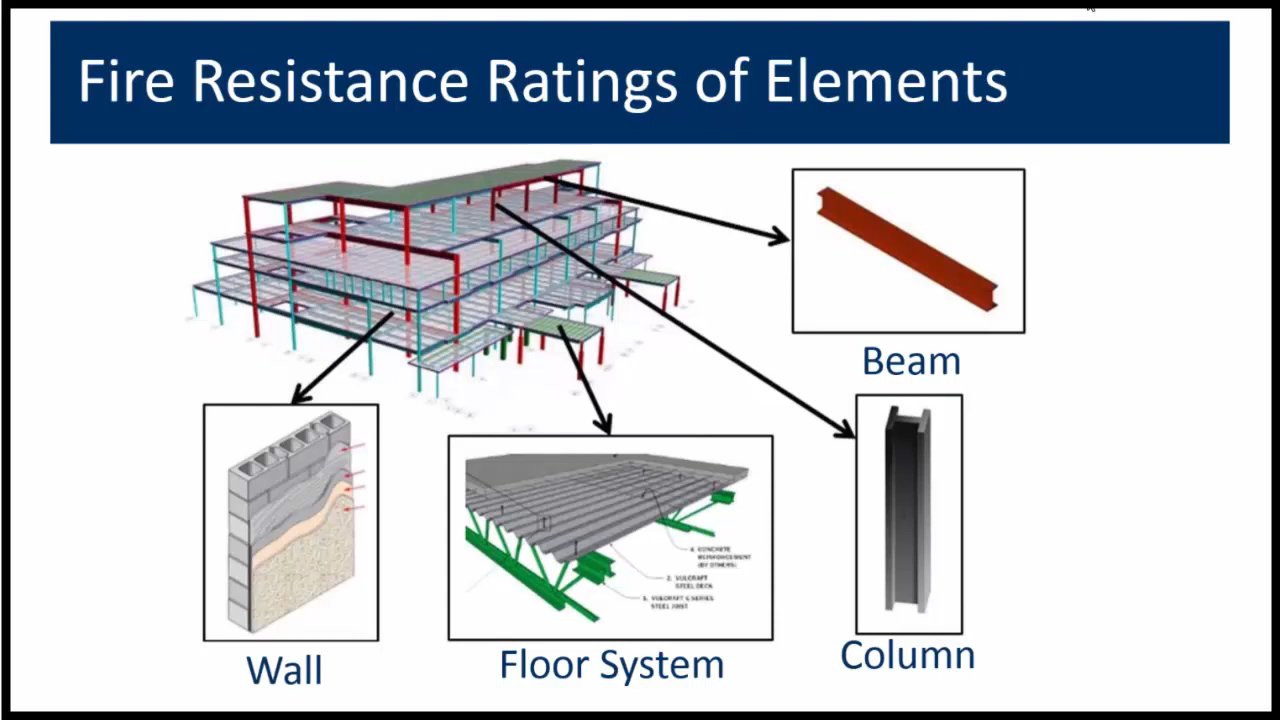 Fire Resistance Ratings of Elements
Beam
4. CONCRETE
REINFORCEMENT
(BY OTHERS)
2. VULCRAFT
STEEL DECK
1. VULCRAFT C SERIES
STEEL JOIST
Wall
Floor System
Column